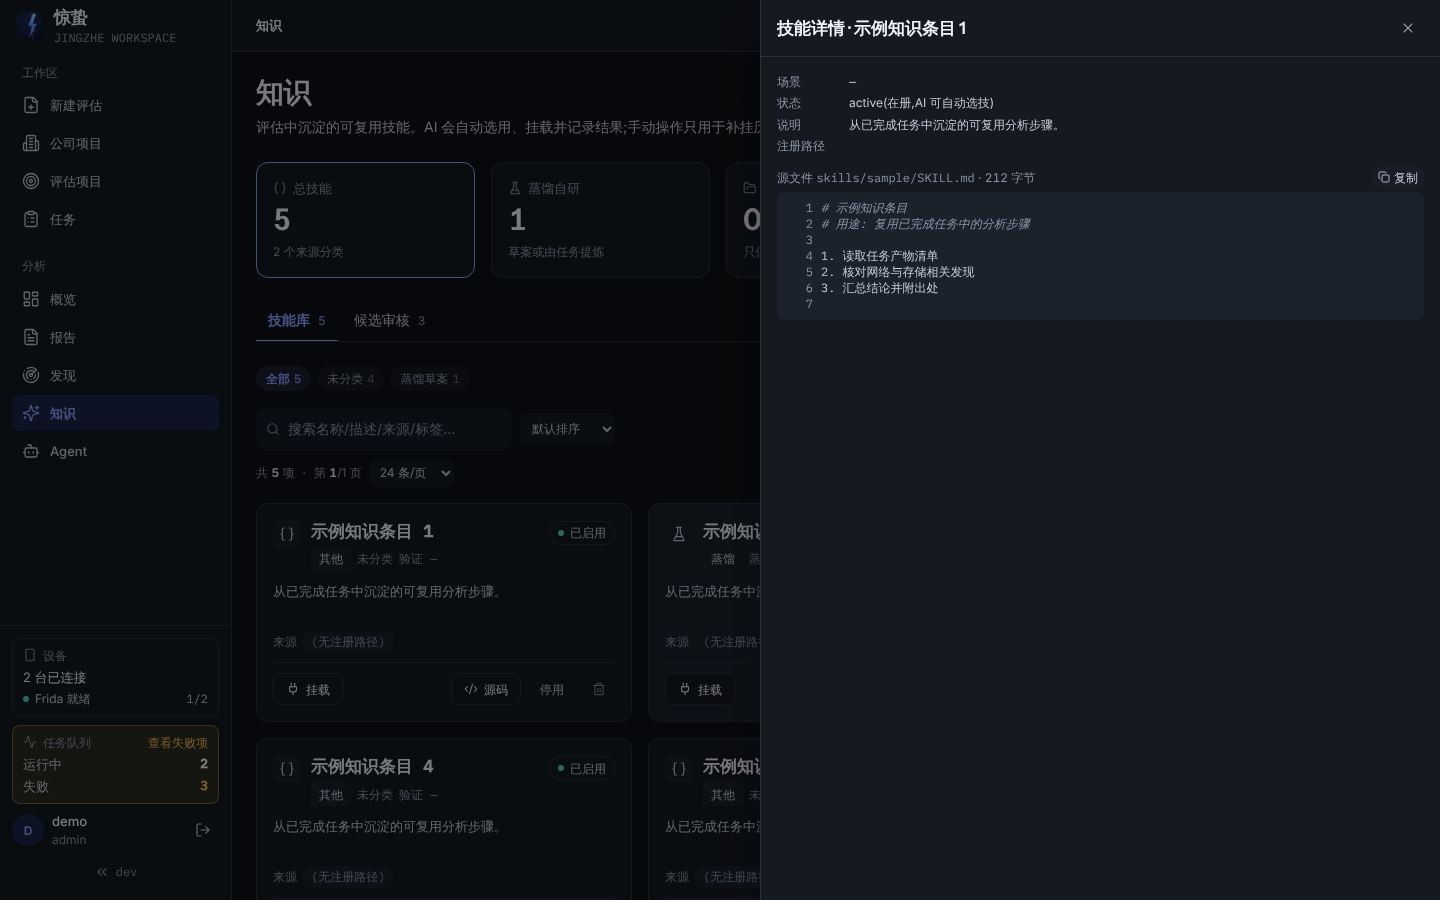 惊蛰
JINGZHE WORKSPACE
工作区
新建评估
公司项目
评估项目
任务
分析
概览
报告
发现
知识
Agent
设备
2 台已连接
Frida 就绪 1/2
任务队列 查看失败项
运行中 2
失败 3
D
demo
admin
dev
知识
知识
评估中沉淀的可复用技能。AI 会自动选用、挂载并记录结果;手动操作只用于补挂
总技能
5
2 个来源分类
蒸馏自研
1
草案或由任务提炼
0
只
技能库 5 候选审核 3
全部 5 未分类 4 蒸馏草案 1
搜索名称/描述/来源/标签... 默认排序
共 5 项 · 第 1/1 页 24 条/页
示例知识条目 1 已启用
其他 未分类 验证 —
从已完成任务中沉淀的可复用分析步骤。
来源 (无注册路径)
挂载 源码 停用
示例知
蒸馏
从已完成任务中
来源 (无注册路
挂载
示例知识条目 4 已启用
其他 未分类 验证 —
从已完成任务中沉淀的可复用分析步骤。
来源 (无注册路径)
示例知
其他 未
从已完成任务中
来源 (无注册路
技能详情 · 示例知识条目 1
场景 —
状态 active(在册,AI 可自动选技)
说明 从已完成任务中沉淀的可复用分析步骤。
注册路径
源文件 skills/sample/SKILL.md · 212 字节 复制
1 # 示例知识条目
2 # 用途: 复用已完成任务中的分析步骤
3
4 1. 读取任务产物清单
5 2. 核对网络与存储相关发现
6 3. 汇总结论并附出处
7